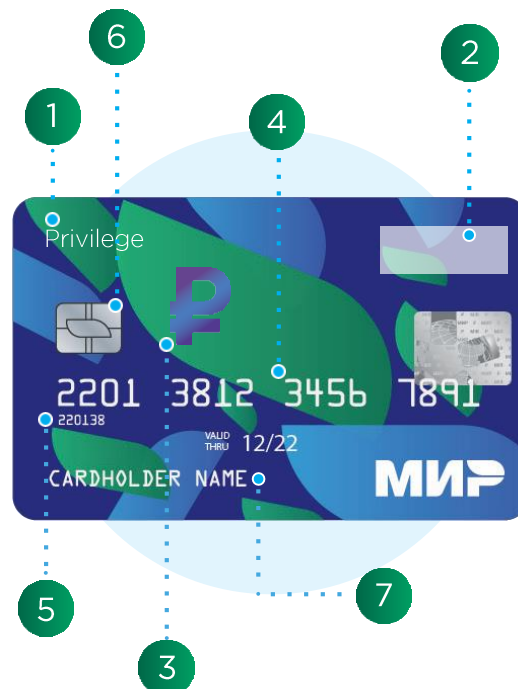 6
2
1
4
Privilege
₽
МИР
2201 3812 3456 7891
220138
VALID THRU 12/22
CARDHOLDER NAME
МИР
7
5
3